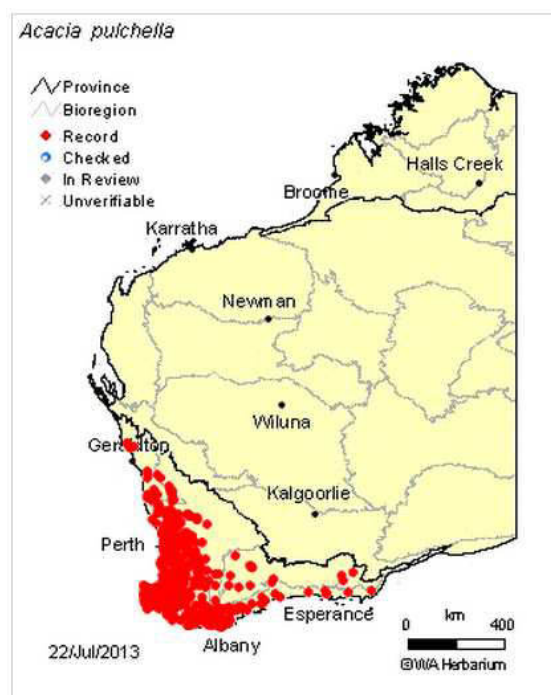 Acacia pulchella
Province
Bioregion
Record
Checked
In Review
Unverifiable
Halls Creek
Broome
Karratha
Newman
Wiluna
Geraldton
Kalgoorlie
Perth
Esperance
Albany
km
0 400
22/Jul/2013
©WA Herbarium